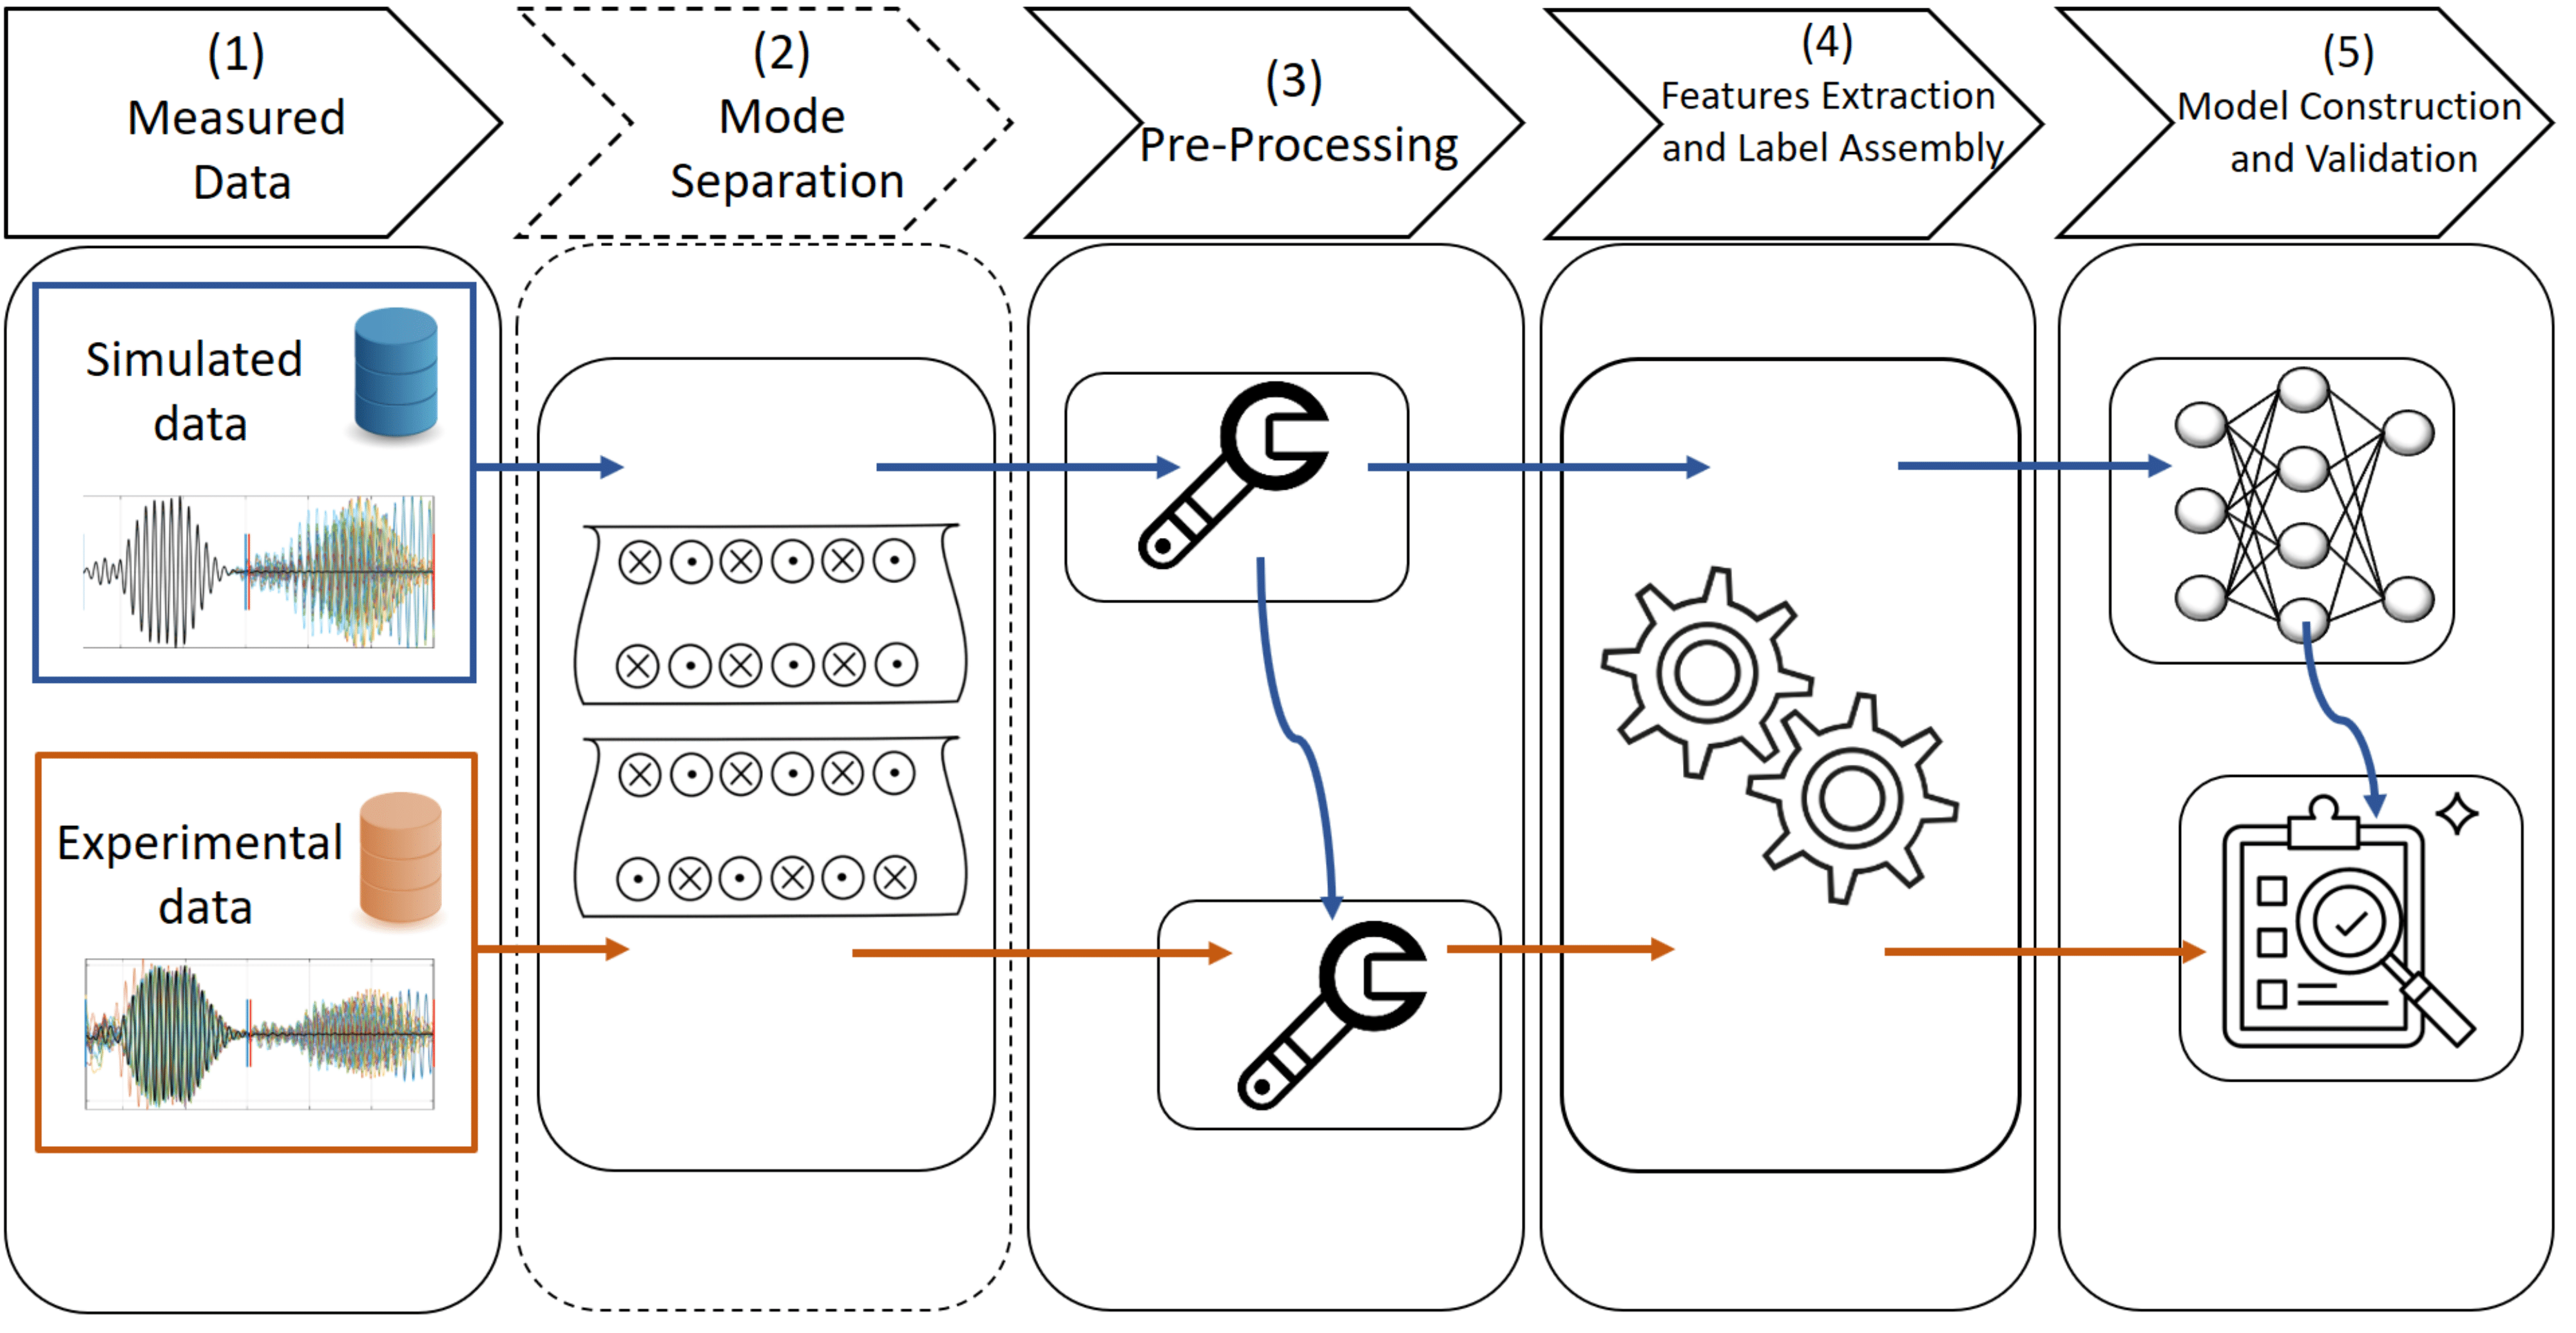 (1)
Measured
Data
(2)
Mode
Separation
(3)
Pre-Processing
(4)
Features Extraction
and Label Assembly
(5)
Model Construction
and Validation
Simulated
data
Experimental
data